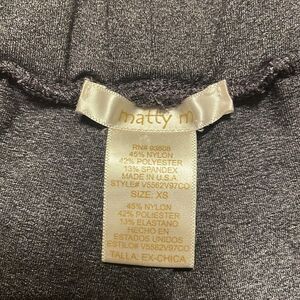 matty m
RN# 93608
45% NYLON
42% POLYESTER
13% SPANDEX
MADE IN U.S.A.
STYLE# V5562V97CO
SIZE: XS
45% NYLON
42% POLIESTER
13% ELASTANO
HECHO EN
ESTADOS UNIDOS
ESTILO# V5562V97CO
TALLA: EX-CHICA